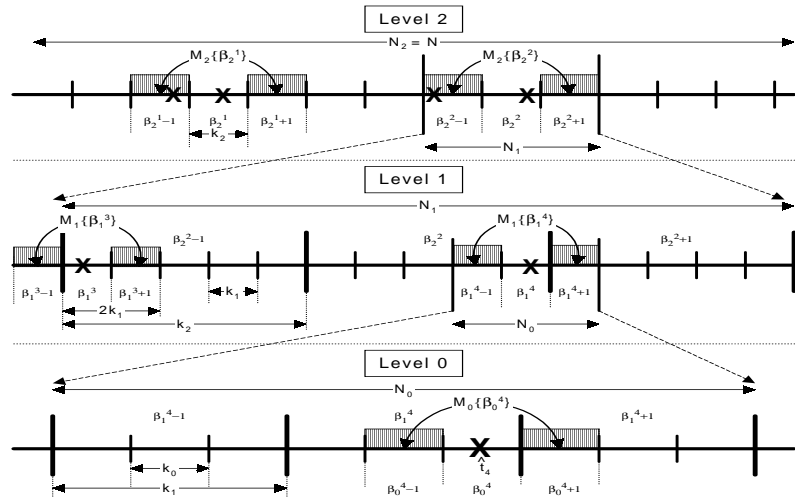 Level 2
N₂ = N
M₂{β₂¹} M₂{β₂²}
β₂¹−1 β₂¹ β₂¹+1 β₂²−1 β₂² β₂²+1
k₂
N₁
Level 1
N₁
M₁{β₁³} β₂²−1 β₂² M₁{β₁⁴} β₂²+1
β₁³−1 β₁³ β₁³+1 k₁ β₁⁴−1 β₁⁴ β₁⁴+1
2k₁
k₂ N₀
Level 0
N₀
β₁⁴−1 β₁⁴ M₀{β₀⁴} β₁⁴+1
k₀ t̂₄
k₁ β₀⁴−1 β₀⁴ β₀⁴+1